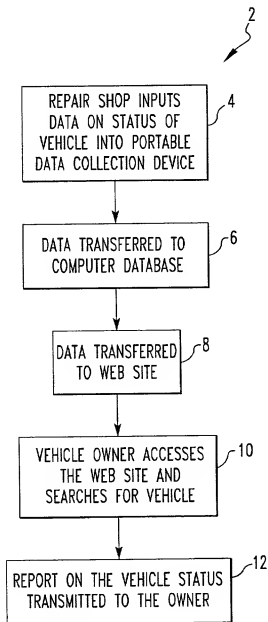 2
REPAIR SHOP INPUTS
DATA ON STATUS OF
VEHICLE INTO PORTABLE
DATA COLLECTION DEVICE
4
DATA TRANSFERRED TO
COMPUTER DATABASE
6
DATA TRANSFERRED
TO WEB SITE
8
VEHICLE OWNER ACCESSES
THE WEB SITE AND
SEARCHES FOR VEHICLE
10
REPORT ON THE VEHICLE STATUS
TRANSMITTED TO THE OWNER
12